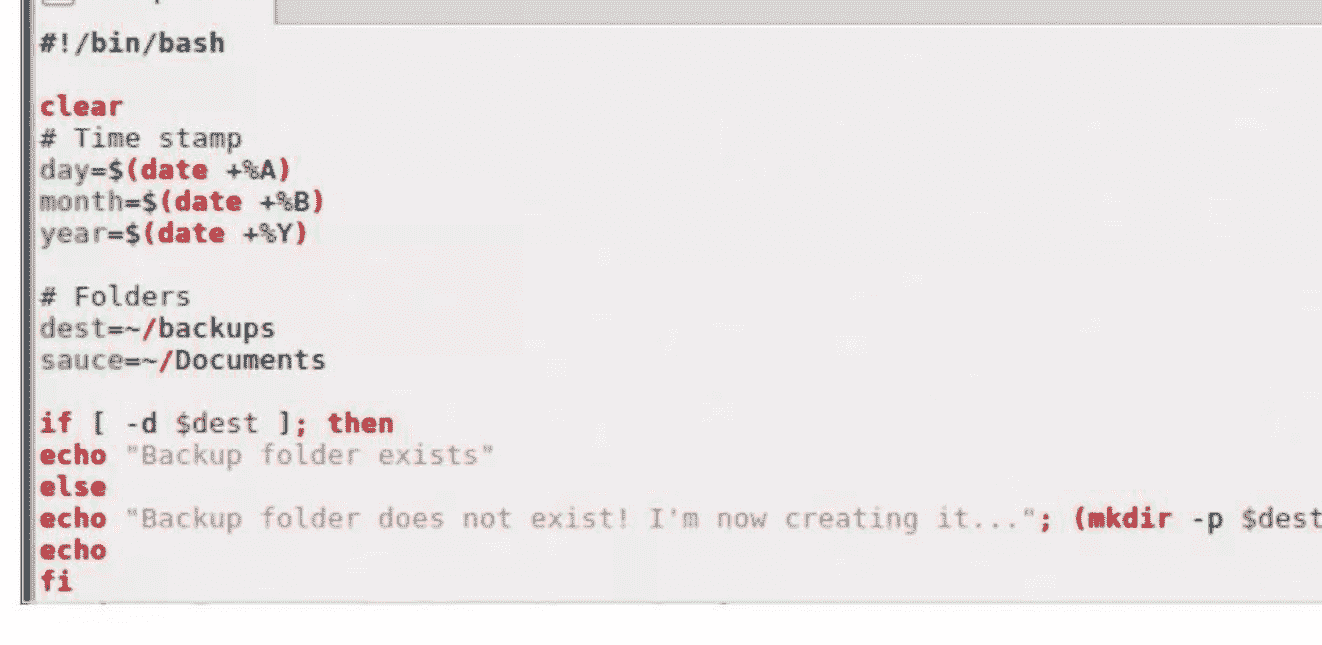 #!/bin/bash
clear
# Time stamp
day=$(date +%A)
month=$(date +%B)
year=$(date +%Y)
# Folders
dest=~/backups
sauce=~/Documents
if [ -d $dest ]; then
echo "Backup folder exists"
else
echo "Backup folder does not exist! I'm now creating it..."; (mkdir -p $dest
echo
fi